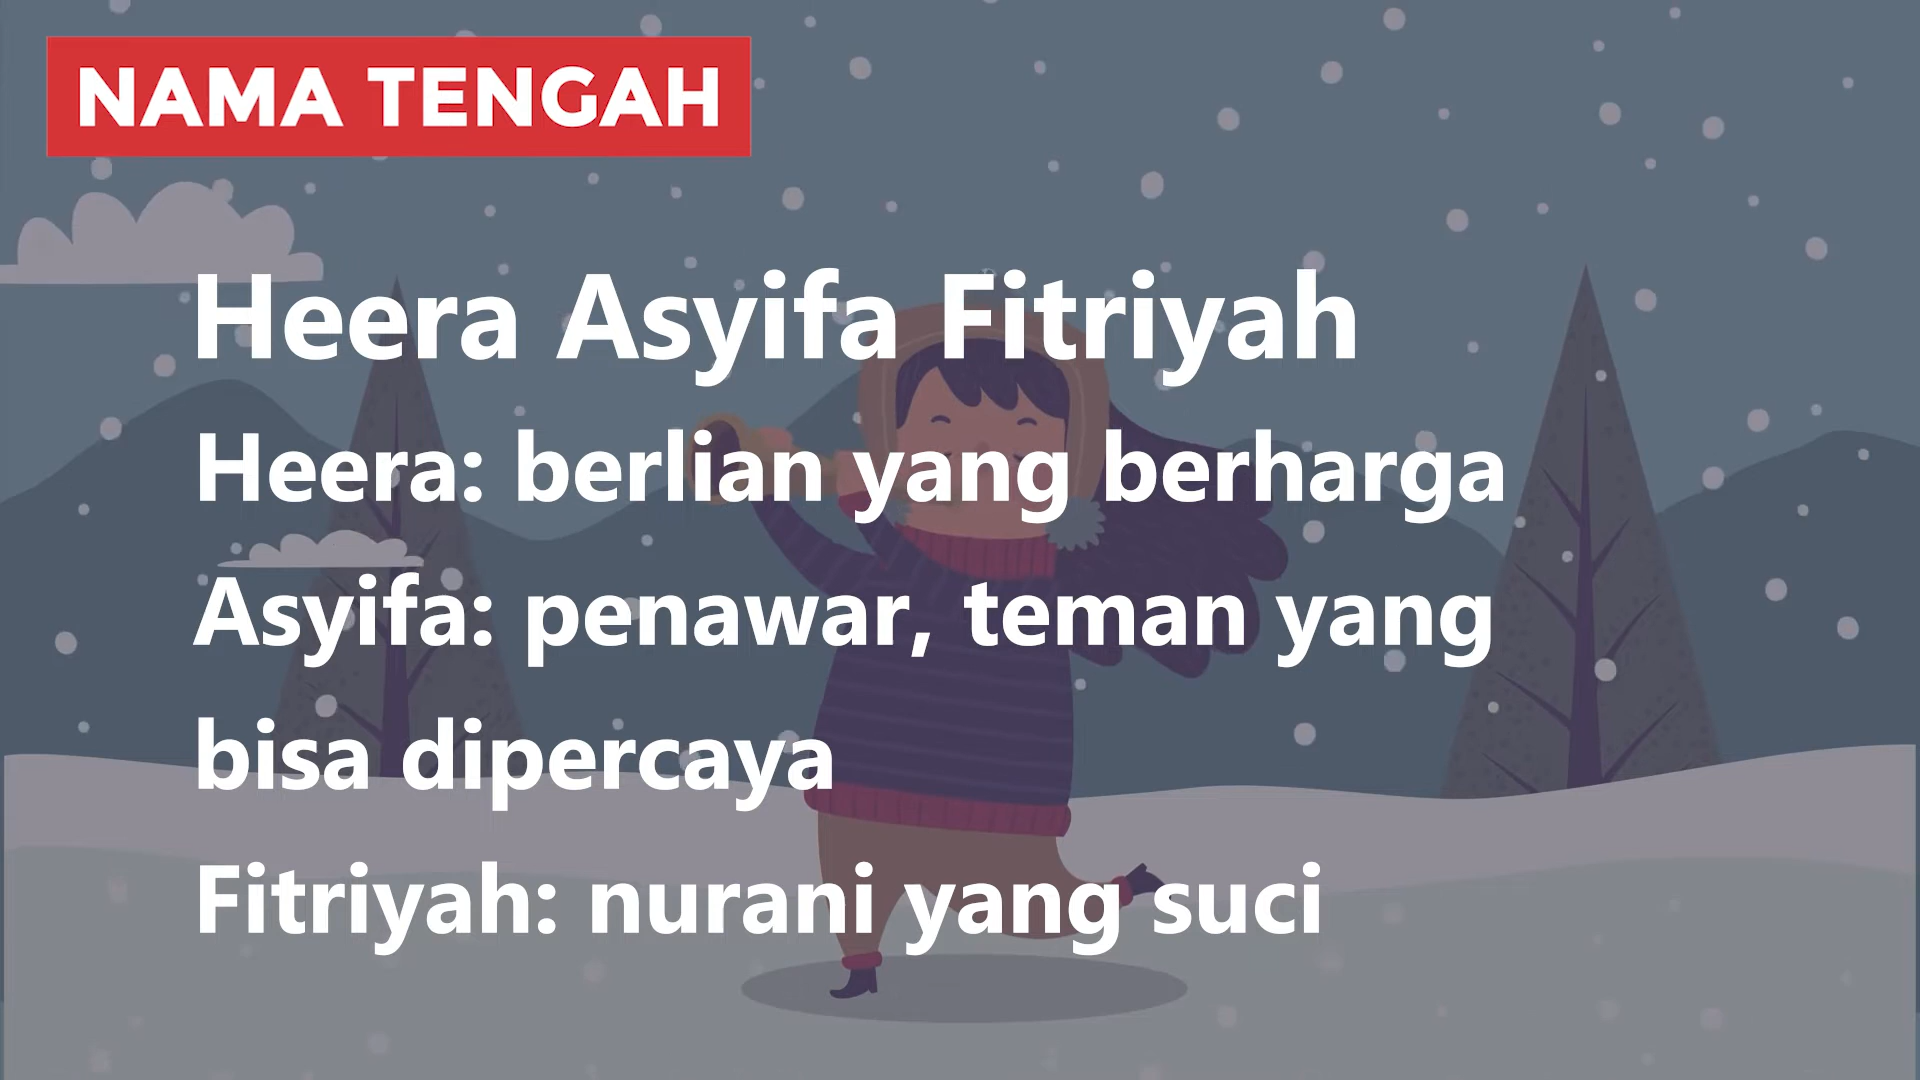 NAMA TENGAH
Heera Asyifa Fitriyah
Heera: berlian yang berharga
Asyifa: penawar, teman yang
bisa dipercaya
Fitriyah: nurani yang suci